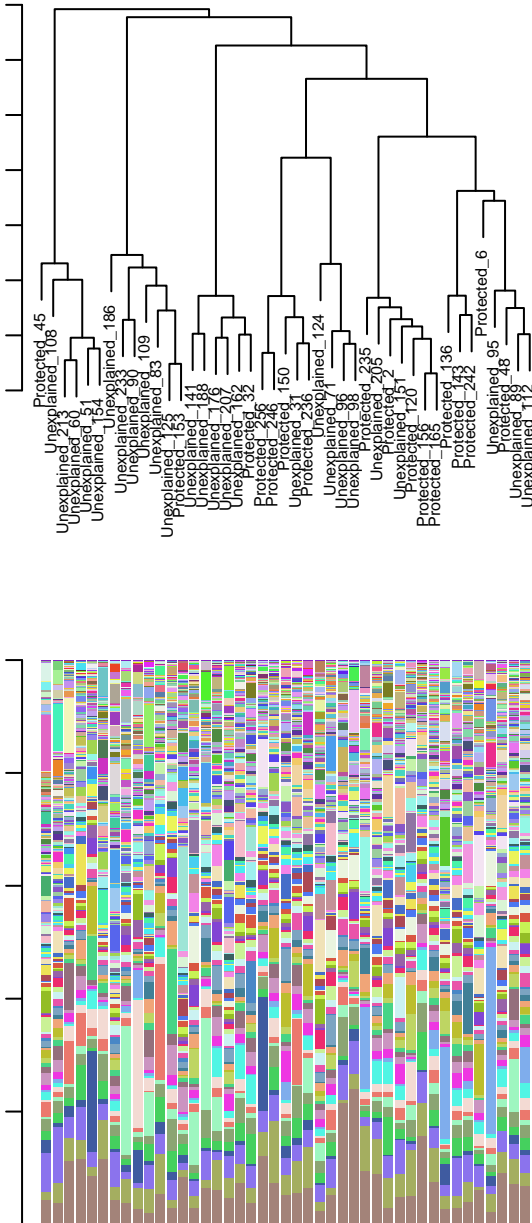 Protected_45
Unexplained_108
Unexplained_213
Unexplained_60
Unexplained_51
Unexplained_154
Unexplained_186
Unexplained_233
Unexplained_90
Unexplained_109
Unexplained_83
Protected_153
Unexplained_141
Unexplained_188
Unexplained_176
Unexplained_107
Protected_32
Protected_256
Protected_246
Protected_150
Unexplained_31
Protected_236
Unexplained_124
Unexplained_71
Unexplained_96
Unexplained_98
Protected_235
Unexplained_205
Protected_2
Unexplained_151
Protected_120
Protected_165
Protected_136
Protected_143
Protected_242
Protected_6
Unexplained_95
Protected_48
Unexplained_89
Unexplained_112